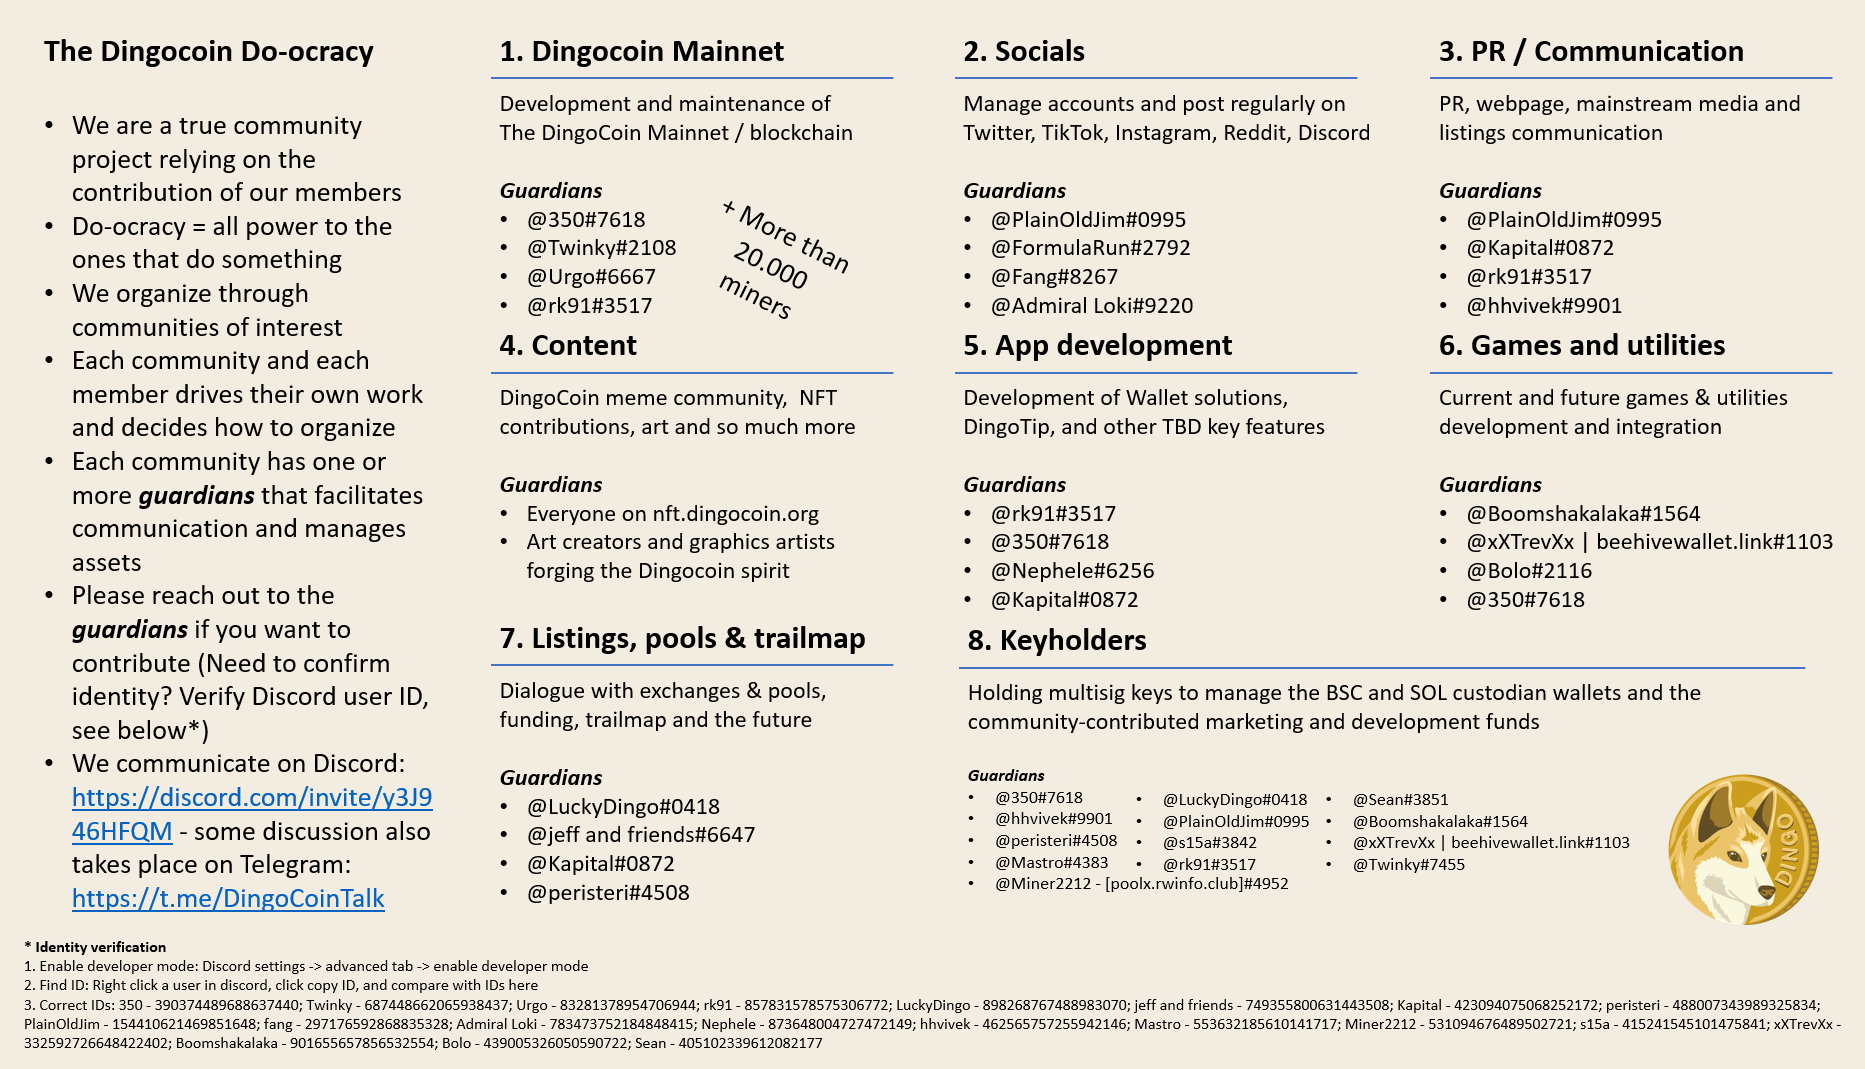 The Dingocoin Do-ocracy
• We are a true community
project relying on the
contribution of our members
• Do-ocracy = all power to the
ones that do something
• We organize through
communities of interest
• Each community and each
member drives their own work
and decides how to organize
• Each community has one or
more guardians that facilitates
communication and manages
assets
• Please reach out to the
guardians if you want to
contribute (Need to confirm
identity? Verify Discord user ID,
see below*)
• We communicate on Discord:
https://discord.com/invite/y3J9
46HFQM - some discussion also
takes place on Telegram:
https://t.me/DingoCoinTalk
1. Dingocoin Mainnet
Development and maintenance of
The DingoCoin Mainnet / blockchain
Guardians
• @350#7618
• @Twinky#2108
• @Urgo#6667
• @rk91#3517
+ More than
20.000
miners
2. Socials
Manage accounts and post regularly on
Twitter, TikTok, Instagram, Reddit, Discord
Guardians
• @PlainOldJim#0995
• @FormulaRun#2792
• @Fang#8267
• @Admiral Loki#9220
3. PR / Communication
PR, webpage, mainstream media and
listings communication
Guardians
• @PlainOldJim#0995
• @Kapital#0872
• @rk91#3517
• @hhvivek#9901
4. Content
DingoCoin meme community, NFT
contributions, art and so much more
Guardians
• Everyone on nft.dingocoin.org
• Art creators and graphics artists
forging the Dingocoin spirit
5. App development
Development of Wallet solutions,
DingoTip, and other TBD key features
Guardians
• @rk91#3517
• @350#7618
• @Nephele#6256
• @Kapital#0872
6. Games and utilities
Current and future games & utilities
development and integration
Guardians
• @Boomshakalaka#1564
• @xXTrevXx | beehivewallet.link#1103
• @Bolo#2116
• @350#7618
7. Listings, pools & trailmap
Dialogue with exchanges & pools,
funding, trailmap and the future
Guardians
• @LuckyDingo#0418
• @jeff and friends#6647
• @Kapital#0872
• @peristeri#4508
8. Keyholders
Holding multisig keys to manage the BSC and SOL custodian wallets and the
community-contributed marketing and development funds
Guardians
• @350#7618
• @hhvivek#9901
• @peristeri#4508
• @Mastro#4383
• @Miner2212 - [poolx.rwinfo.club]#4952
• @LuckyDingo#0418
• @PlainOldJim#0995
• @s15a#3842
• @rk91#3517
• @Sean#3851
• @Boomshakalaka#1564
• @xXTrevXx | beehivewallet.link#1103
• @Twinky#7455
DINGO
* Identity verification
1. Enable developer mode: Discord settings -> advanced tab -> enable developer mode
2. Find ID: Right click a user in discord, click copy ID, and compare with IDs here
3. Correct IDs: 350 - 390374489688637440; Twinky - 687448662065938437; Urgo - 83281378954706944; rk91 - 857831578575306772; LuckyDingo - 898268767488983070; jeff and friends - 749355800631443508; Kapital - 423094075068252172; peristeri - 488007343989325834;
PlainOldJim - 154410621469851648; fang - 297176592868835328; Admiral Loki - 783473752184848415; Nephele - 873648004727472149; hhvivek - 462565757255942146; Mastro - 553632185610141717; Miner2212 - 531094676489502721; s15a - 415241545101475841; xXTrevXx -
332592726648422402; Boomshakalaka - 901655657856532554; Bolo - 439005326050590722; Sean - 405102339612082177